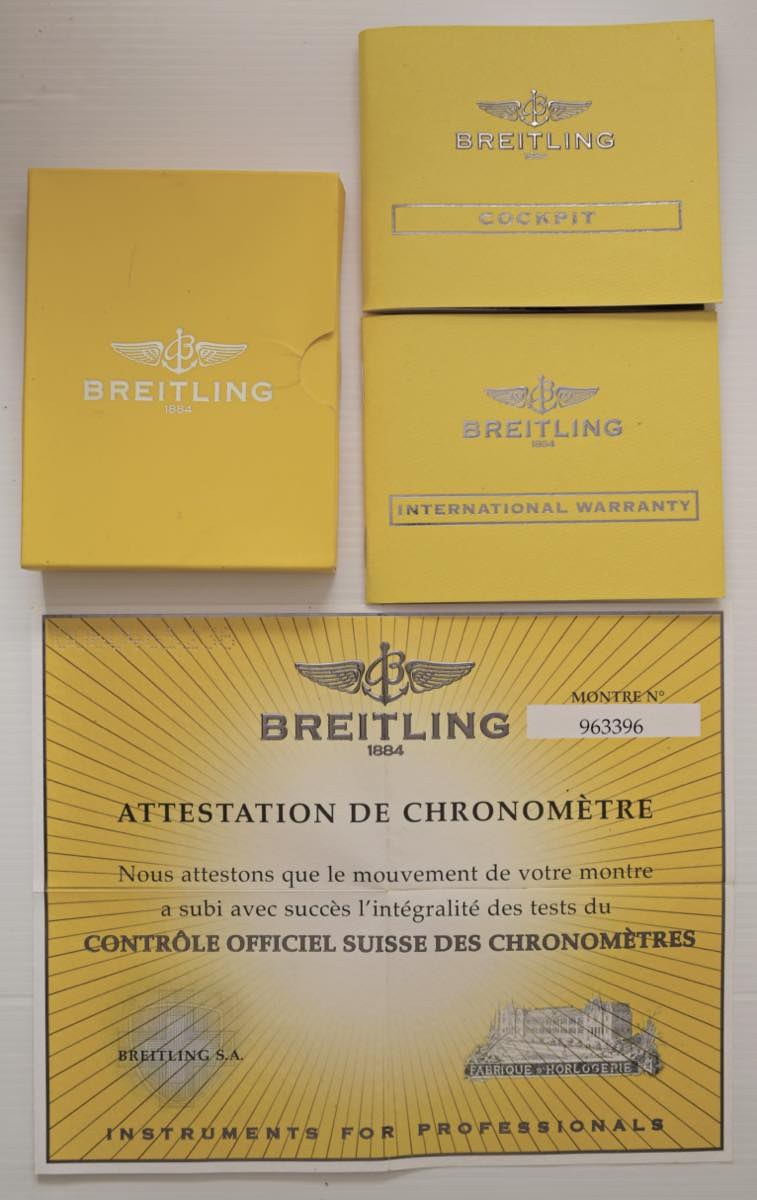 BREITLING
1884
COCKPIT
BREITLING
1884
BREITLING
1884
INTERNATIONAL WARRANTY
BREITLING
1884
MONTRE N°
963396
ATTESTATION DE CHRONOMÈTRE
Nous attestons que le mouvement de votre montre
a subi avec succès l'intégralité des tests du
CONTRÔLE OFFICIEL SUISSE DES CHRONOMÈTRES
BREITLING S.A.
FABRIQUE D'HORLOGERIE
INSTRUMENTS FOR PROFESSIONALS